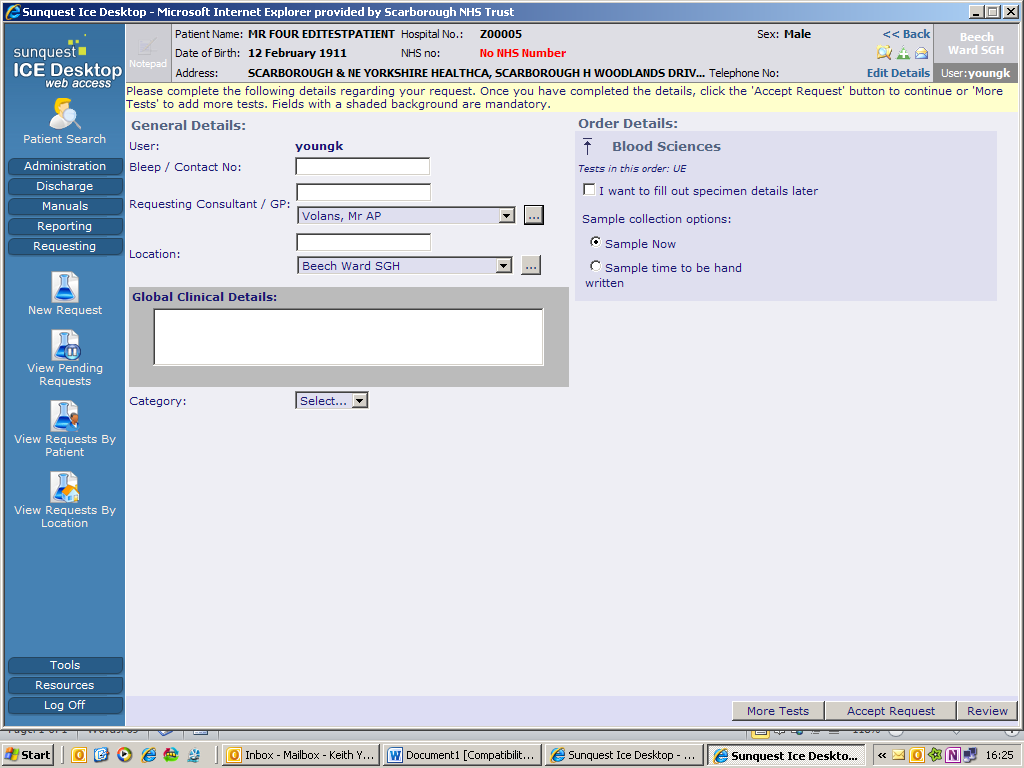 Sunquest Ice Desktop - Microsoft Internet Explorer provided by Scarborough NHS Trust
sunquest
ICE Desktop
web access
Notepad
Patient Name: MR FOUR EDITESTPATIENT Hospital No.: Z00005 Sex: Male << Back
Date of Birth: 12 February 1911 NHS no: No NHS Number
Address: SCARBOROUGH & NE YORKSHIRE HEALTHCA, SCARBOROUGH H WOODLANDS DRIV... Telephone No: Edit Details
Beech
Ward SGH
User:youngk
Please complete the following details regarding your request. Once you have completed the details, click the 'Accept Request' button to continue or 'More
Tests' to add more tests. Fields with a shaded background are mandatory.
Patient Search
Administration
Discharge
Manuals
Reporting
Requesting
New Request
View Pending
Requests
View Requests By
Patient
View Requests By
Location
Tools
Resources
Log Off
General Details:
User: youngk
Bleep / Contact No:
Requesting Consultant / GP:
Volans, Mr AP
...
Location:
Beech Ward SGH
...
Global Clinical Details:
Category: Select...
Order Details:
Blood Sciences
Tests in this order: UE
I want to fill out specimen details later
Sample collection options:
Sample Now
Sample time to be hand
written
More Tests
Accept Request
Review
Start
Inbox - Mailbox - Keith Y...
Document1 [Compatibilit...
Sunquest Ice Desktop - ...
Sunquest Ice Deskto...
«
16:25